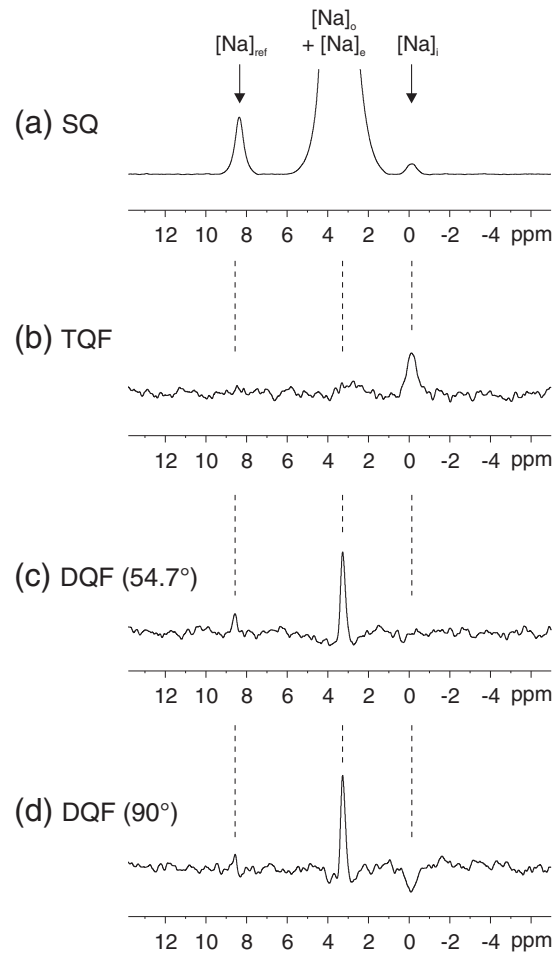 [Na]ₒ
[Na]ref + [Na]ₑ [Na]ᵢ
(a) SQ
12 10 8 6 4 2 0 -2 -4 ppm
(b) TQF
12 10 8 6 4 2 0 -2 -4 ppm
(c) DQF (54.7°)
12 10 8 6 4 2 0 -2 -4 ppm
(d) DQF (90°)
12 10 8 6 4 2 0 -2 -4 ppm